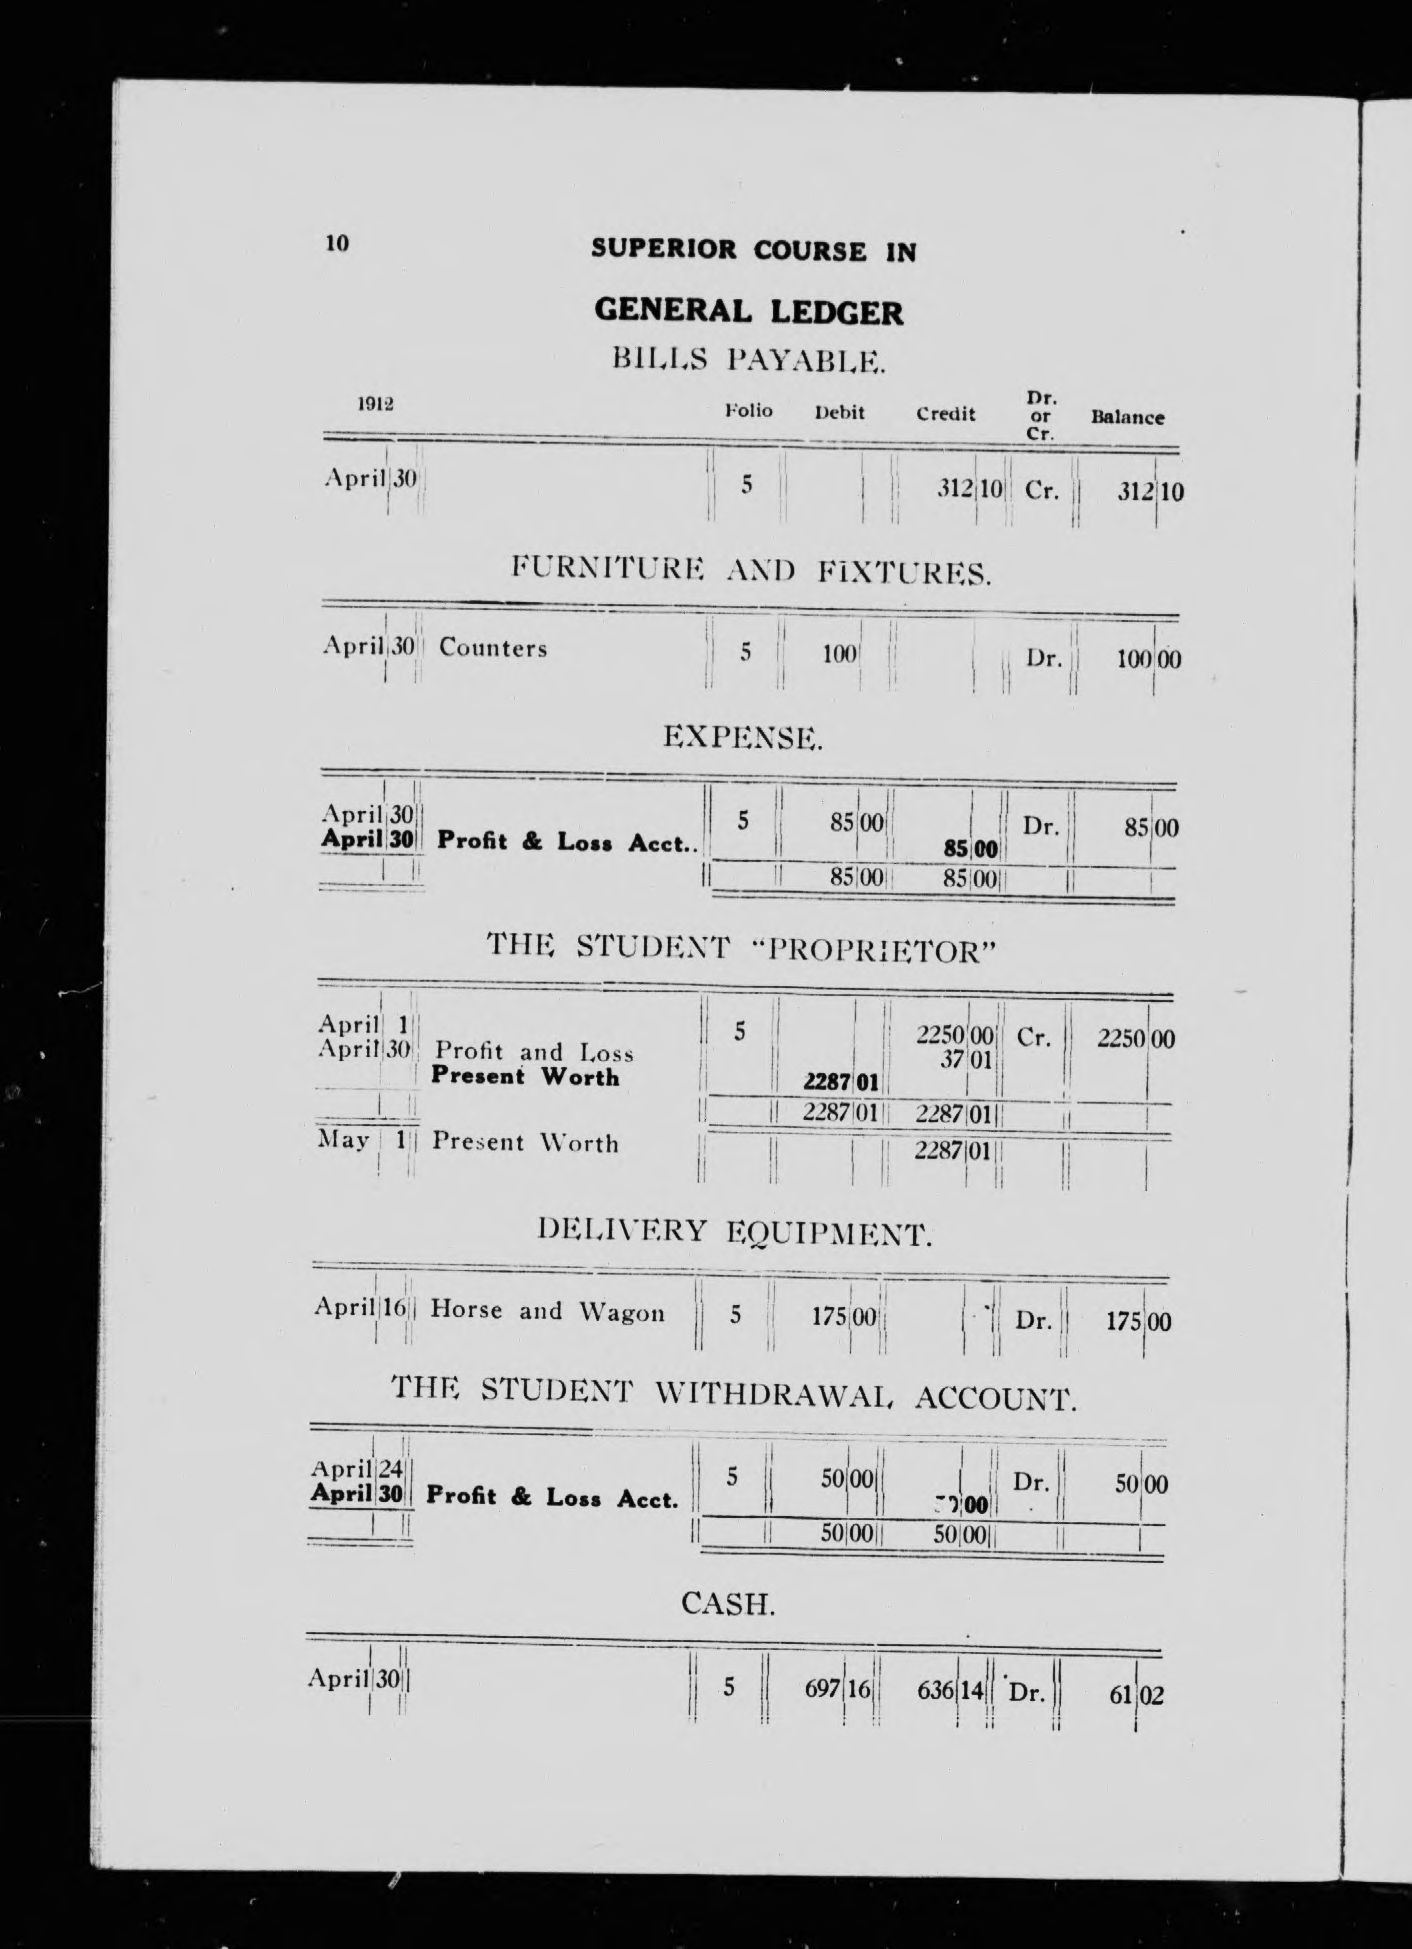 10
SUPERIOR COURSE IN
GENERAL LEDGER
BILLS PAYABLE.
1912 Folio Debit Credit Dr. or Cr. Balance
April 30 5 312 10 Cr. 312 10
FURNITURE AND FIXTURES.
April 30 Counters 5 100 Dr. 100 00
EXPENSE.
April 30 5 85 00 Dr. 85 00
April 30 Profit & Loss Acct.. 85 00
85 00 85 00
THE STUDENT "PROPRIETOR"
April 1 5 2250 00 Cr. 2250 00
April 30 Profit and Loss 37 01
Present Worth 2287 01
2287 01 2287 01
May 1 Present Worth 2287 01
DELIVERY EQUIPMENT.
April 16 Horse and Wagon 5 175 00 Dr. 175 00
THE STUDENT WITHDRAWAL ACCOUNT.
April 24 5 50 00 Dr. 50 00
April 30 Profit & Loss Acct. 00
50 00 50 00
CASH.
April 30 5 697 16 636 14 Dr. 61 02